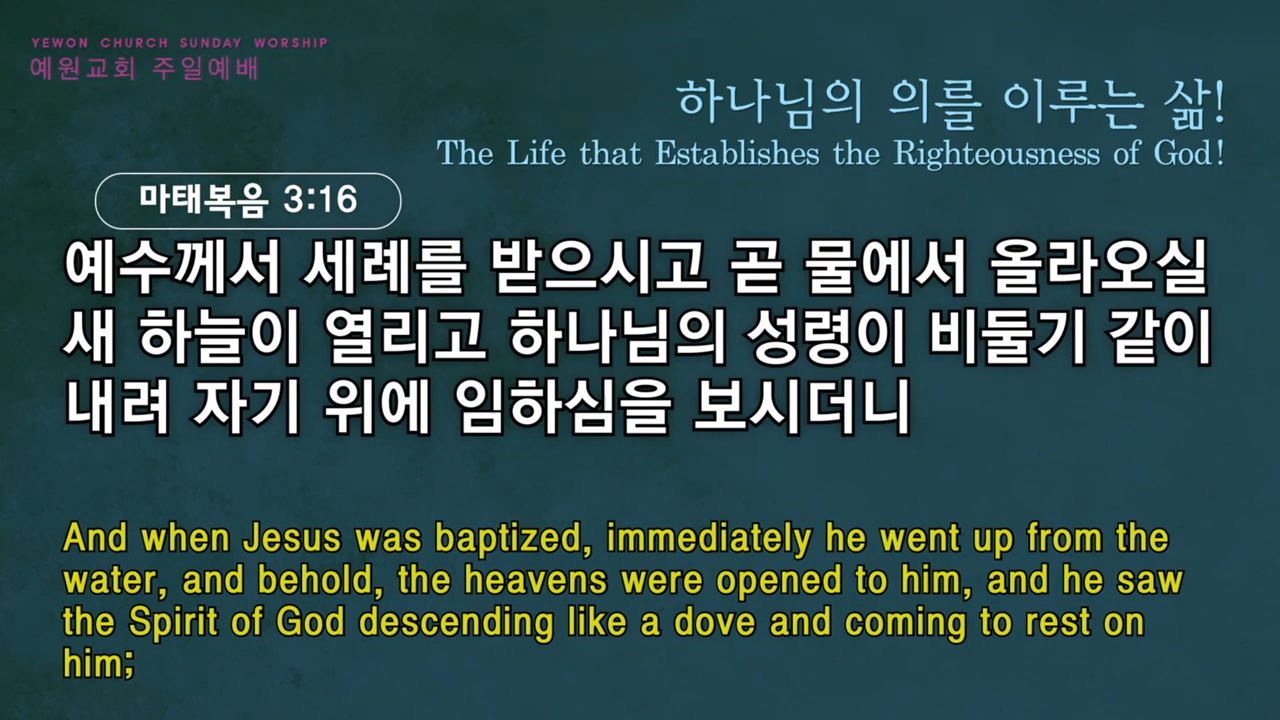 YEWON CHURCH SUNDAY WORSHIP
예원교회 주일예배
하나님의 의를 이루는 삶!
The Life that Establishes the Righteousness of God!
마태복음 3:16
예수께서 세례를 받으시고 곧 물에서 올라오실
새 하늘이 열리고 하나님의 성령이 비둘기 같이
내려 자기 위에 임하심을 보시더니
And when Jesus was baptized, immediately he went up from the
water, and behold, the heavens were opened to him, and he saw
the Spirit of God descending like a dove and coming to rest on
him;